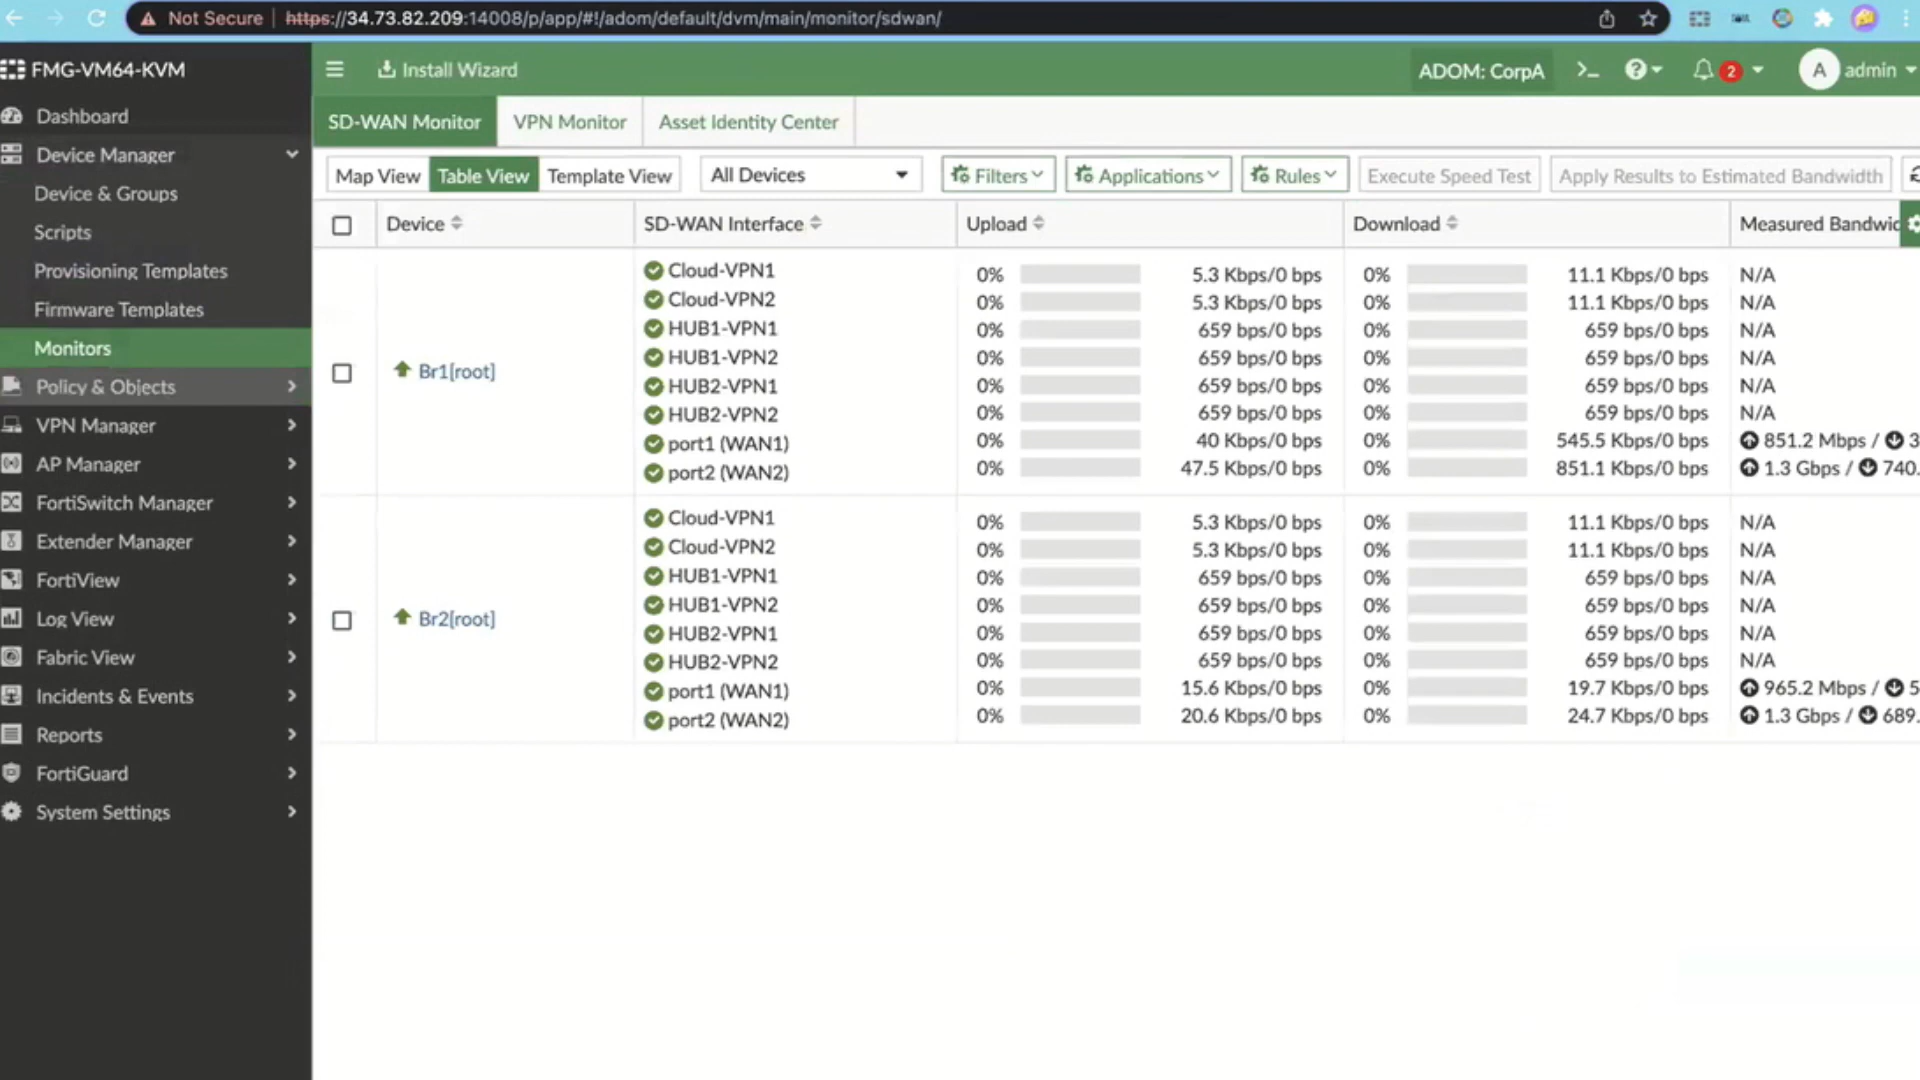 Not Secure | https://34.73.82.209:14008/p/app/#!/adom/default/dvm/main/monitor/sdwan/
FMG-VM64-KVM
Install Wizard
ADOM: CorpA
2
A
admin
Dashboard
Device Manager
Device & Groups
Scripts
Provisioning Templates
Firmware Templates
Monitors
Policy & Objects
VPN Manager
AP Manager
FortiSwitch Manager
Extender Manager
FortiView
Log View
Fabric View
Incidents & Events
Reports
FortiGuard
System Settings
SD-WAN Monitor VPN Monitor Asset Identity Center
Map View Table View Template View All Devices Filters Applications Rules Execute Speed Test Apply Results to Estimated Bandwidth
Device SD-WAN Interface Upload Download Measured Bandwic
Br1[root]
Cloud-VPN1 0% 5.3 Kbps/0 bps 0% 11.1 Kbps/0 bps N/A
Cloud-VPN2 0% 5.3 Kbps/0 bps 0% 11.1 Kbps/0 bps N/A
HUB1-VPN1 0% 659 bps/0 bps 0% 659 bps/0 bps N/A
HUB1-VPN2 0% 659 bps/0 bps 0% 659 bps/0 bps N/A
HUB2-VPN1 0% 659 bps/0 bps 0% 659 bps/0 bps N/A
HUB2-VPN2 0% 659 bps/0 bps 0% 659 bps/0 bps N/A
port1 (WAN1) 0% 40 Kbps/0 bps 0% 545.5 Kbps/0 bps 851.2 Mbps / 3
port2 (WAN2) 0% 47.5 Kbps/0 bps 0% 851.1 Kbps/0 bps 1.3 Gbps / 740.
Br2[root]
Cloud-VPN1 0% 5.3 Kbps/0 bps 0% 11.1 Kbps/0 bps N/A
Cloud-VPN2 0% 5.3 Kbps/0 bps 0% 11.1 Kbps/0 bps N/A
HUB1-VPN1 0% 659 bps/0 bps 0% 659 bps/0 bps N/A
HUB1-VPN2 0% 659 bps/0 bps 0% 659 bps/0 bps N/A
HUB2-VPN1 0% 659 bps/0 bps 0% 659 bps/0 bps N/A
HUB2-VPN2 0% 659 bps/0 bps 0% 659 bps/0 bps N/A
port1 (WAN1) 0% 15.6 Kbps/0 bps 0% 19.7 Kbps/0 bps 965.2 Mbps / 5
port2 (WAN2) 0% 20.6 Kbps/0 bps 0% 24.7 Kbps/0 bps 1.3 Gbps / 689.